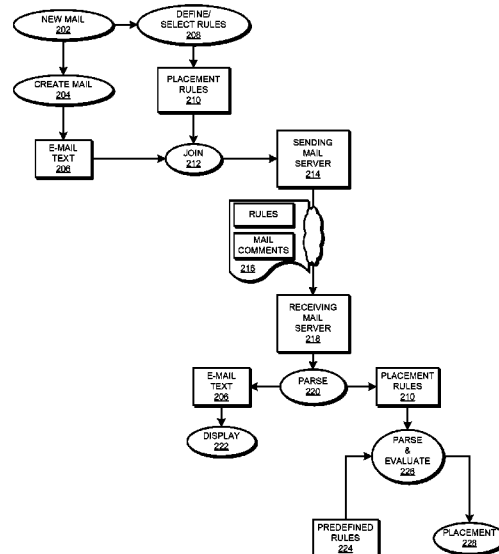 NEW MAIL
202
DEFINE/
SELECT RULES
208
CREATE MAIL
204
PLACEMENT
RULES
210
E-MAIL
TEXT
206
JOIN
212
SENDING
MAIL
SERVER
214
RULES
MAIL
COMMENTS
216
RECEIVING
MAIL
SERVER
218
E-MAIL
TEXT
206
PARSE
220
PLACEMENT
RULES
210
DISPLAY
222
PARSE
&
EVALUATE
226
PREDEFINED
RULES
224
PLACEMENT
228